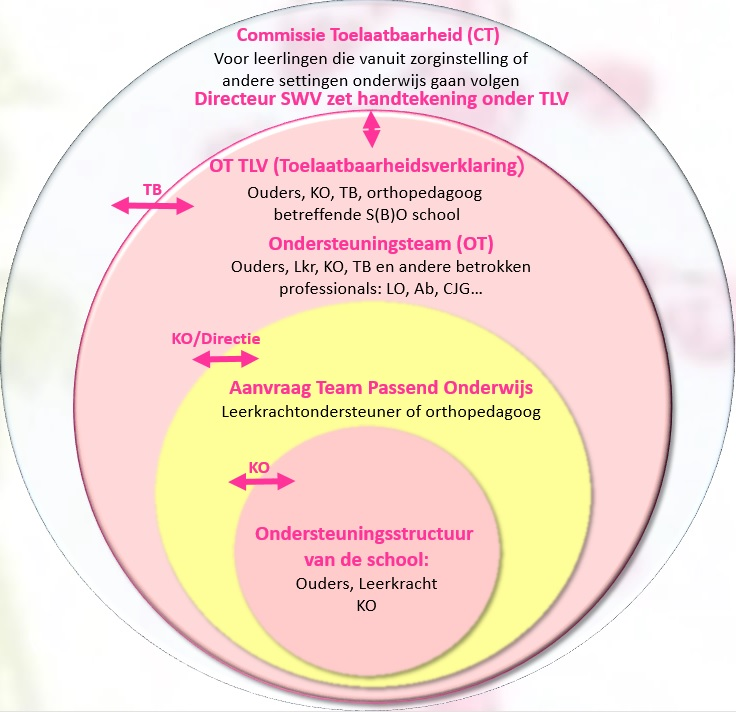 Commissie Toelaatbaarheid (CT)
Voor leerlingen die vanuit zorginstelling of
andere settingen onderwijs gaan volgen
Directeur SWV zet handtekening onder TLV
OT TLV (Toelaatbaarheidsverklaring)
TB
Ouders, KO, TB, orthopedagoog
betreffende S(B)O school
Ondersteuningsteam (OT)
Ouders, Lkr, KO, TB en andere betrokken
professionals: LO, Ab, CJG...
KO/Directie
Aanvraag Team Passend Onderwijs
Leerkrachtondersteuner of orthopedagoog
KO
Ondersteuningsstructuur
van de school:
Ouders, Leerkracht
KO